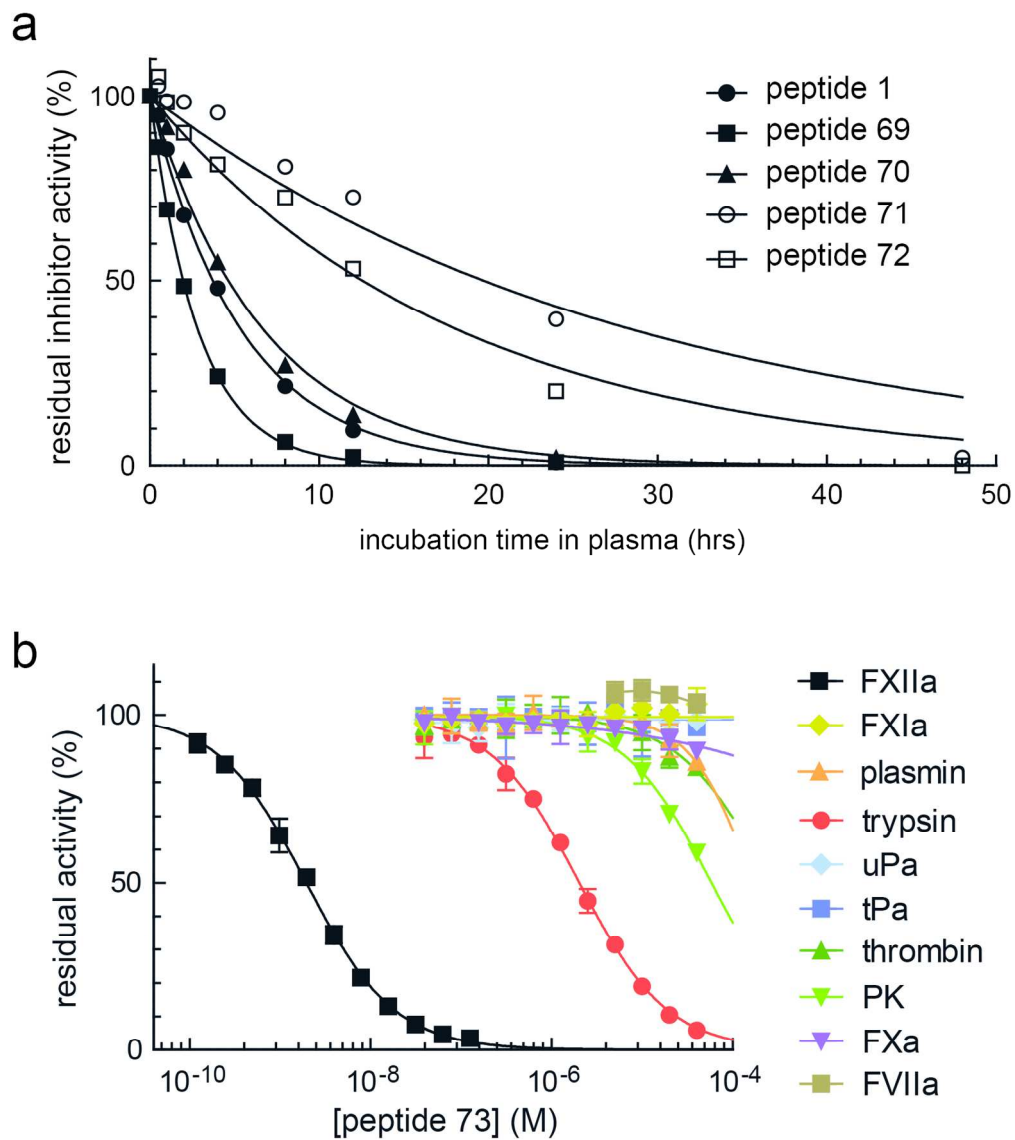 a
residual inhibitor activity (%)
100
50
0
0
10
20
30
40
50
incubation time in plasma (hrs)
peptide 1
peptide 69
peptide 70
peptide 71
peptide 72
b
residual activity (%)
100
50
0
10-10
10-8
10-6
10-4
[peptide 73] (M)
FXIIa
FXIa
plasmin
trypsin
uPa
tPa
thrombin
PK
FXa
FVIIa